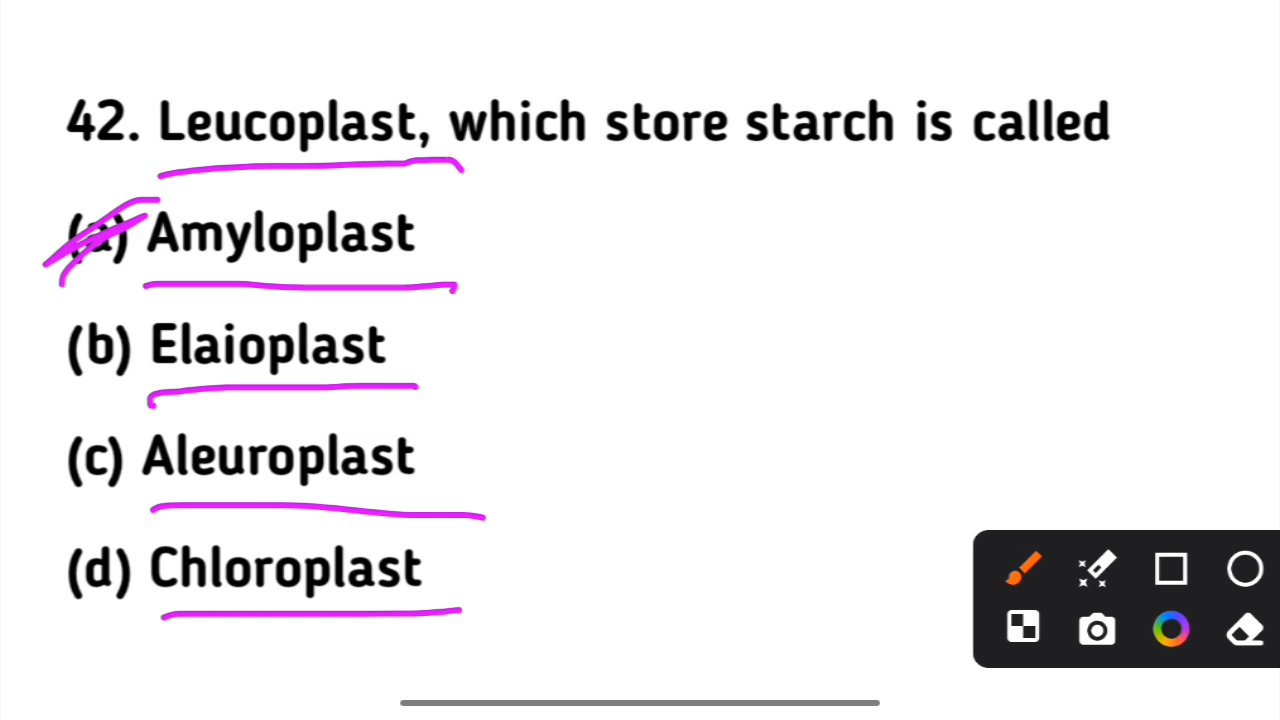 42. Leucoplast, which store starch is called
(a) Amyloplast
(b) Elaioplast
(c) Aleuroplast
(d) Chloroplast